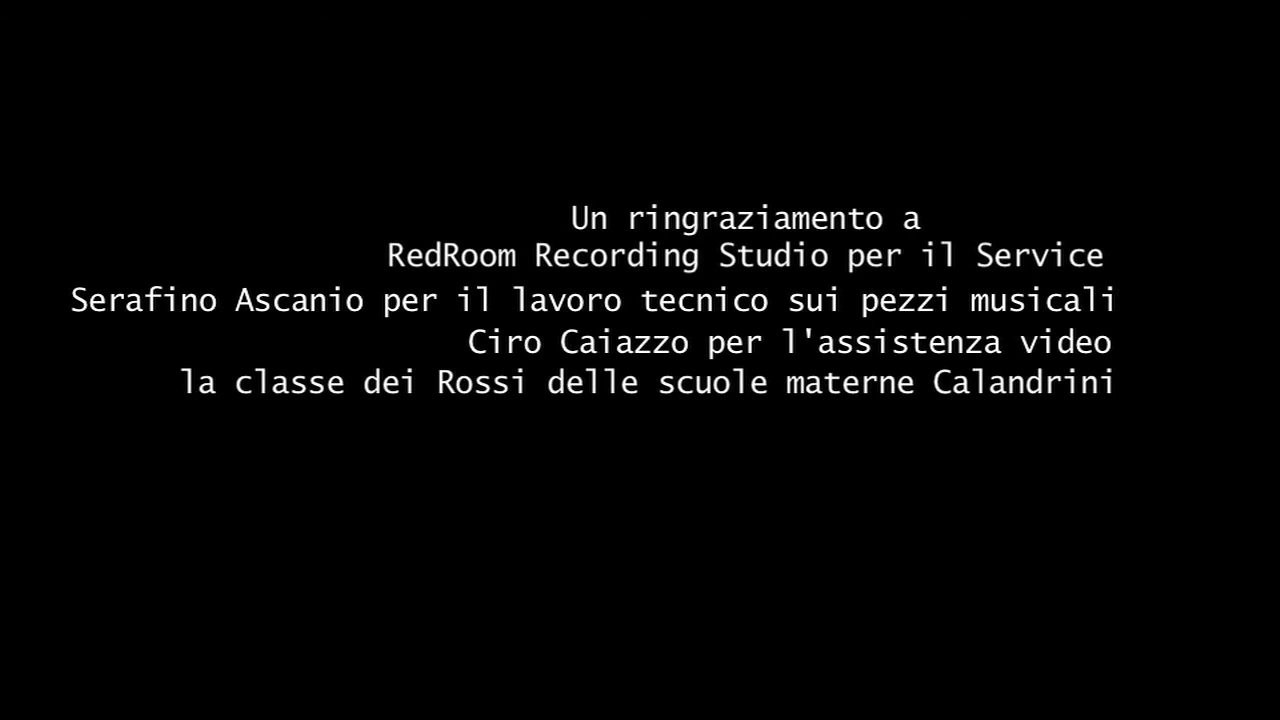 Un ringraziamento a
RedRoom Recording Studio per il Service
Serafino Ascanio per il lavoro tecnico sui pezzi musicali
Ciro Caiazzo per l'assistenza video
la classe dei Rossi delle scuole materne Calandrini